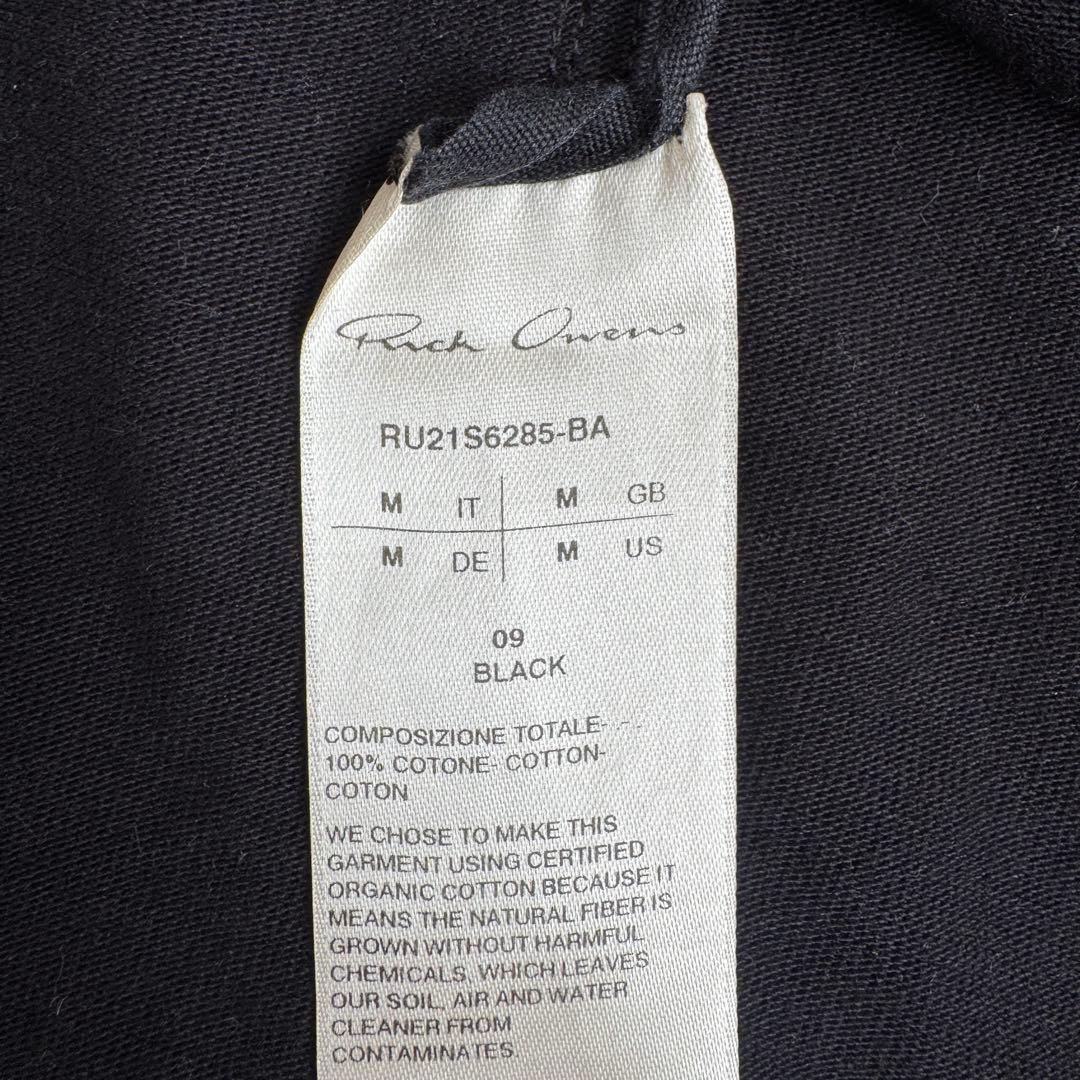 Rick Owens
RU21S6285-BA
M IT M GB
M DE M US
09
BLACK
COMPOSIZIONE TOTALE- - .
100% COTONE- COTTON-
COTON
WE CHOSE TO MAKE THIS
GARMENT USING CERTIFIED
ORGANIC COTTON BECAUSE IT
MEANS THE NATURAL FIBER IS
GROWN WITHOUT HARMFUL
CHEMICALS, WHICH LEAVES
OUR SOIL, AIR AND WATER
CLEANER FROM
CONTAMINATES.